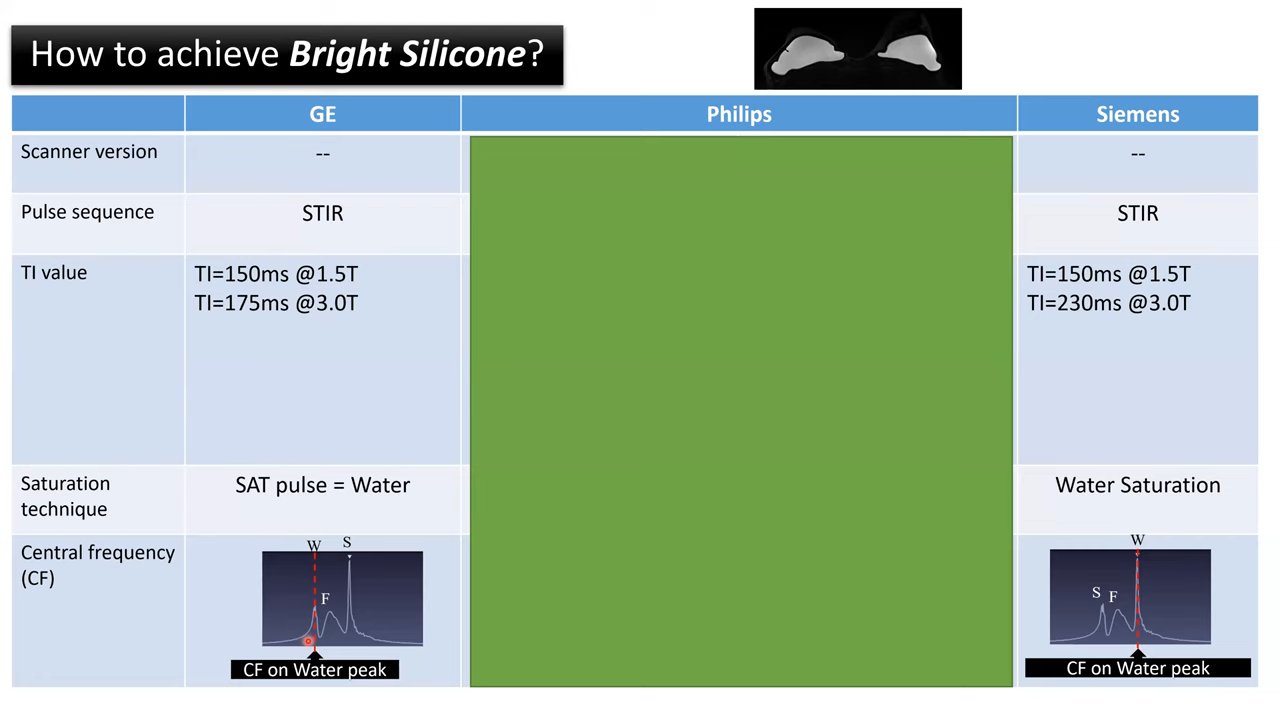 How to achieve Bright Silicone?
GE
Philips
Siemens
Scanner version
--
--
Pulse sequence
STIR
STIR
TI value
TI=150ms @1.5T
TI=175ms @3.0T
TI=150ms @1.5T
TI=230ms @3.0T
Saturation
technique
SAT pulse = Water
Water Saturation
Central frequency
(CF)
W
S
F
CF on Water peak
W
S
F
CF on Water peak